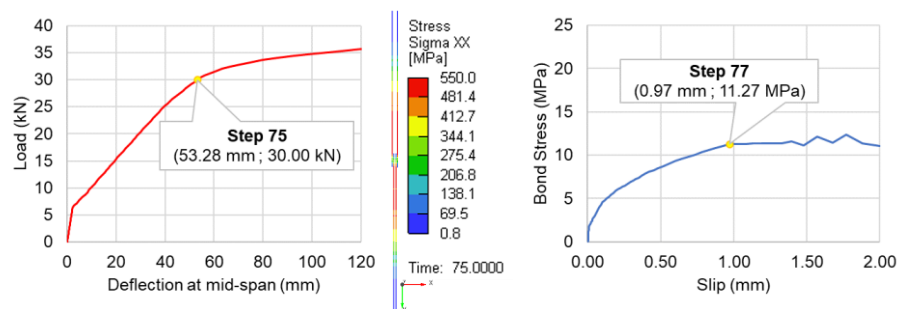 40
35
30
25
20
15
10
5
0
Load (kN)
Step 75
(53.28 mm ; 30.00 kN)
0 20 40 60 80 100 120
Deflection at mid-span (mm)
Stress
Sigma XX
[MPa]
550.0
481.4
412.7
344.1
275.4
206.8
138.1
69.5
0.8
Time: 75.0000
x
25
20
15
10
5
0
Bond Stress (MPa)
Step 77
(0.97 mm ; 11.27 MPa)
0.00 0.50 1.00 1.50 2.00
Slip (mm)